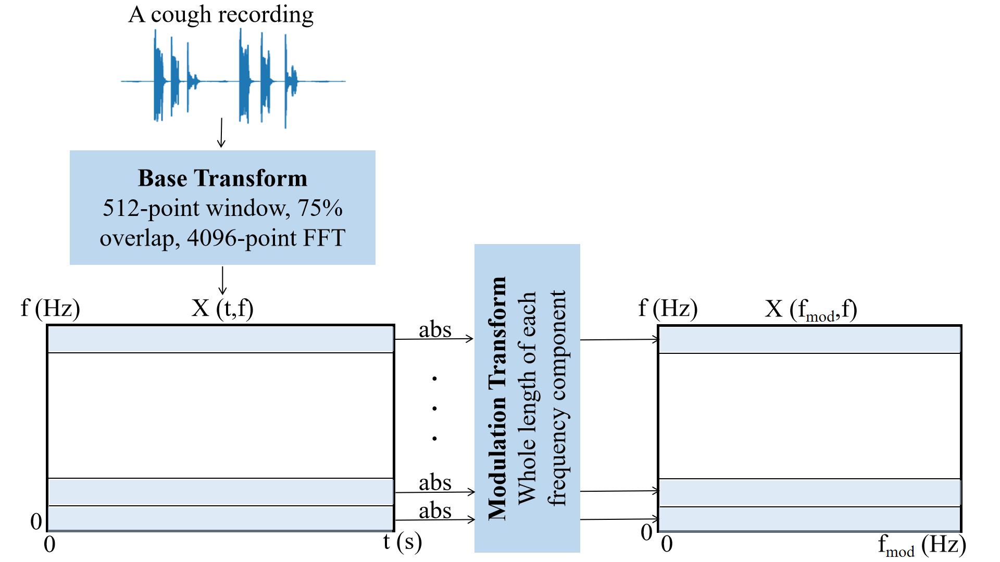 A cough recording
Base Transform
512-point window, 75%
overlap, 4096-point FFT
f (Hz)
X (t,f)
0
0
t (s)
abs
.
.
.
abs
abs
Modulation Transform
Whole length of each
frequency component
f (Hz)
X (fmod,f)
0
0
fmod (Hz)